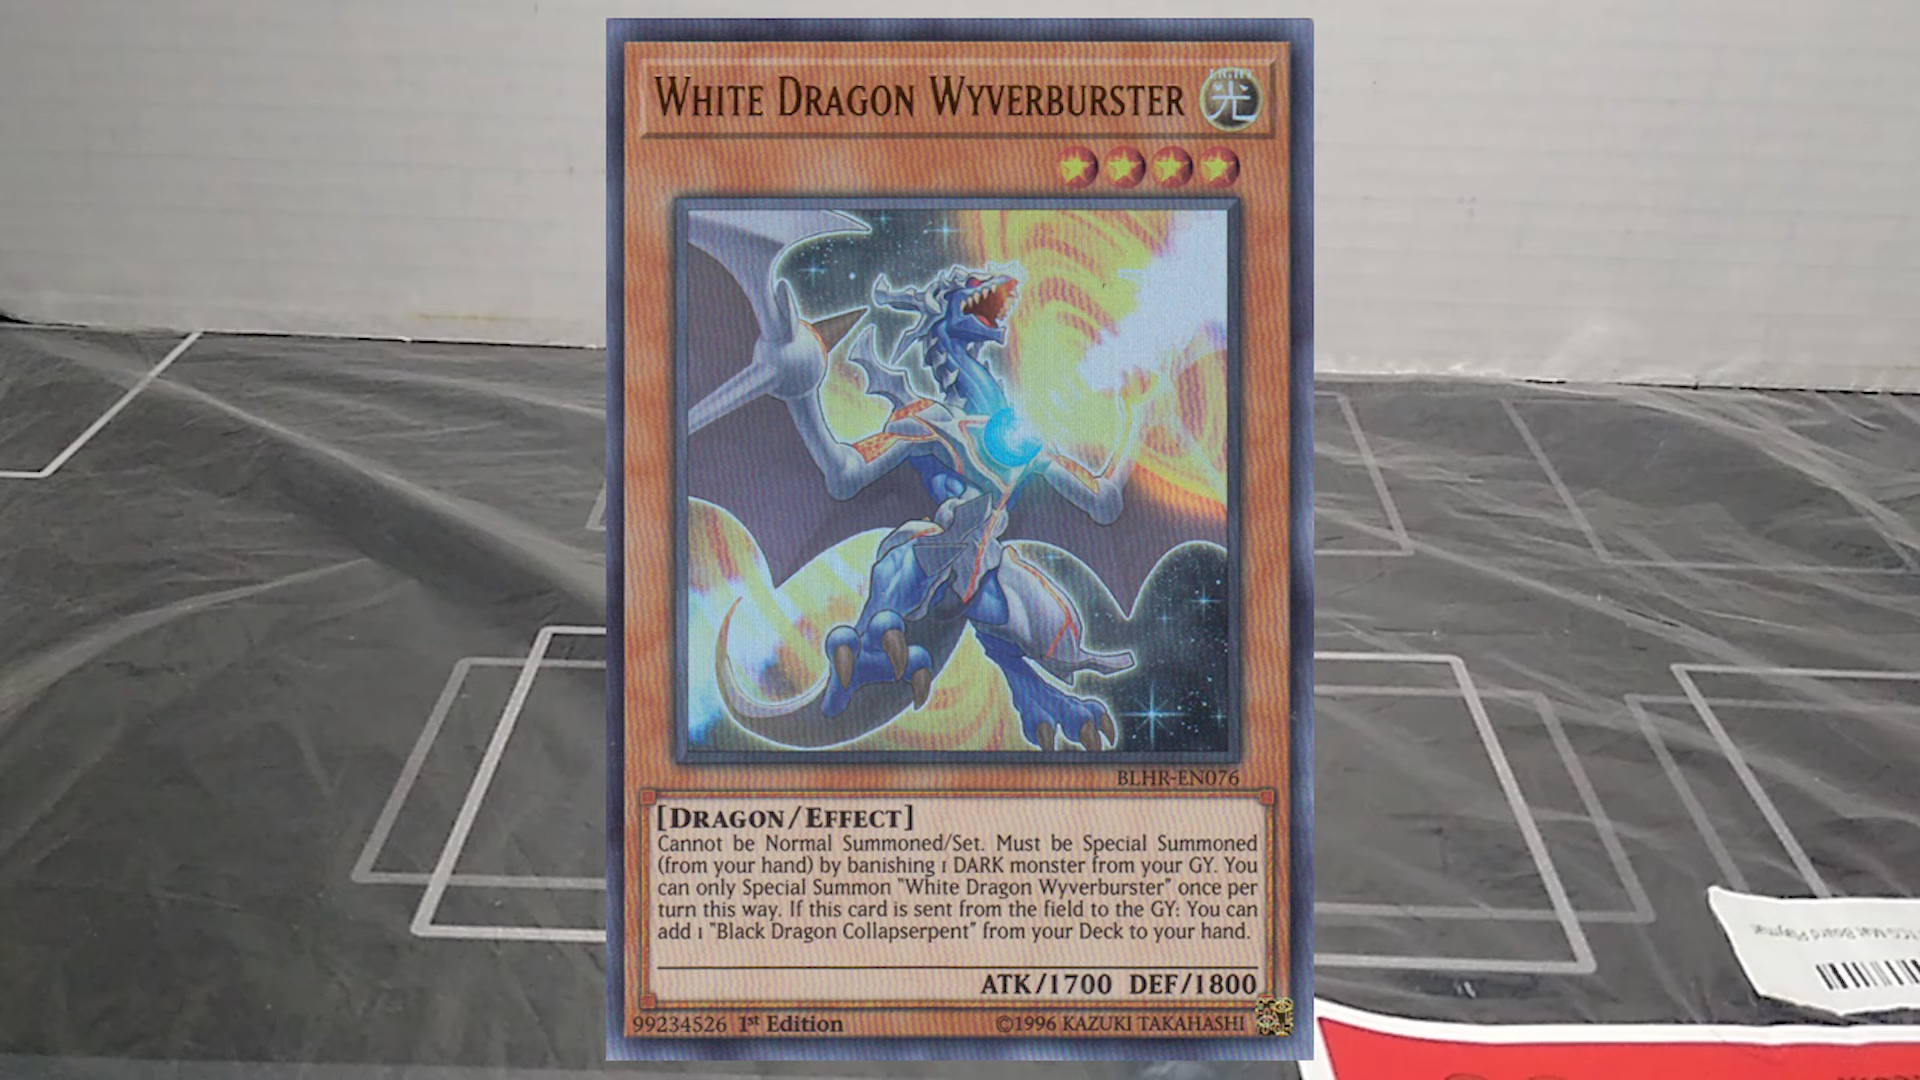 WHITE DRAGON WYVERBURSTER
LIGHT
光
BLHR-EN076
[DRAGON/EFFECT]
Cannot be Normal Summoned/Set. Must be Special Summoned
(from your hand) by banishing 1 DARK monster from your GY. You
can only Special Summon "White Dragon Wyverburster" once per
turn this way. If this card is sent from the field to the GY: You can
add 1 "Black Dragon Collapserpent" from your Deck to your hand.
ATK/1700 DEF/1800
99234526 1st Edition
©1996 KAZUKI TAKAHASHI
TCG Mat Board Playmat